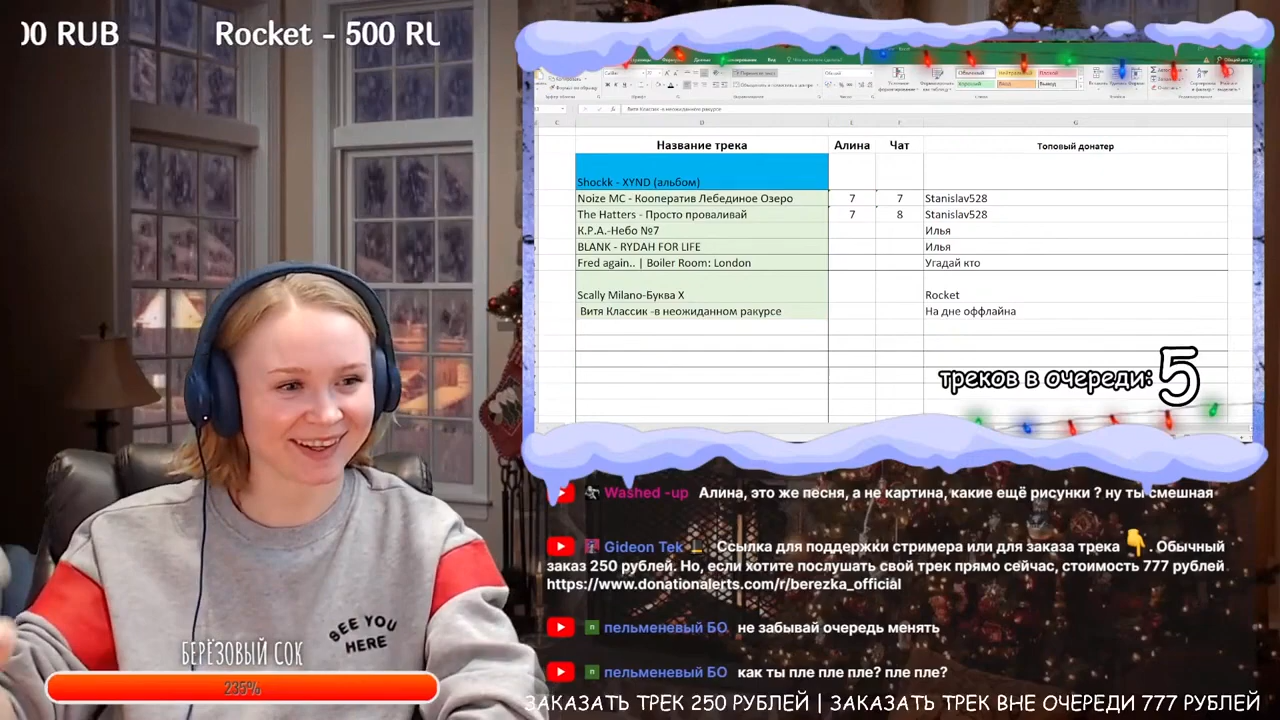 00 RUB Rocket - 500 RU
C D E F G
Название трека Алина Чат Топовый донатер
Shockk - XYND (альбом)
Noize MC - Кооператив Лебединое Озеро 7 7 Stanislav528
The Hatters - Просто проваливай 7 8 Stanislav528
К.Р.А.-Небо №7 Илья
BLANK - RYDAH FOR LIFE Илья
Fred again.. | Boiler Room: London Угадай кто
Scally Milano-Буква Х Rocket
Витя Классик -в неожиданном ракурсе На дне оффлайна
треков в очереди: 5
Washed -up Алина, это же песня, а не картина, какие ещё рисунки ? ну ты смешная
Gideon Tek Ссылка для поддержки стримера или для заказа трека 👇. Обычный
заказ 250 рублей. Но, если хотите послушать свой трек прямо сейчас, стоимость 777 рублей
https://www.donationalerts.com/r/berezka_official
пельменевый БО не забывай очередь менять
пельменевый БО как ты пле пле пле? пле пле?
SEE YOU
HERE
БЕРЁЗОВЫЙ СОК
235%
ЗАКАЗАТЬ ТРЕК 250 РУБЛЕЙ | ЗАКАЗАТЬ ТРЕК ВНЕ ОЧЕРЕДИ 777 РУБЛЕЙ